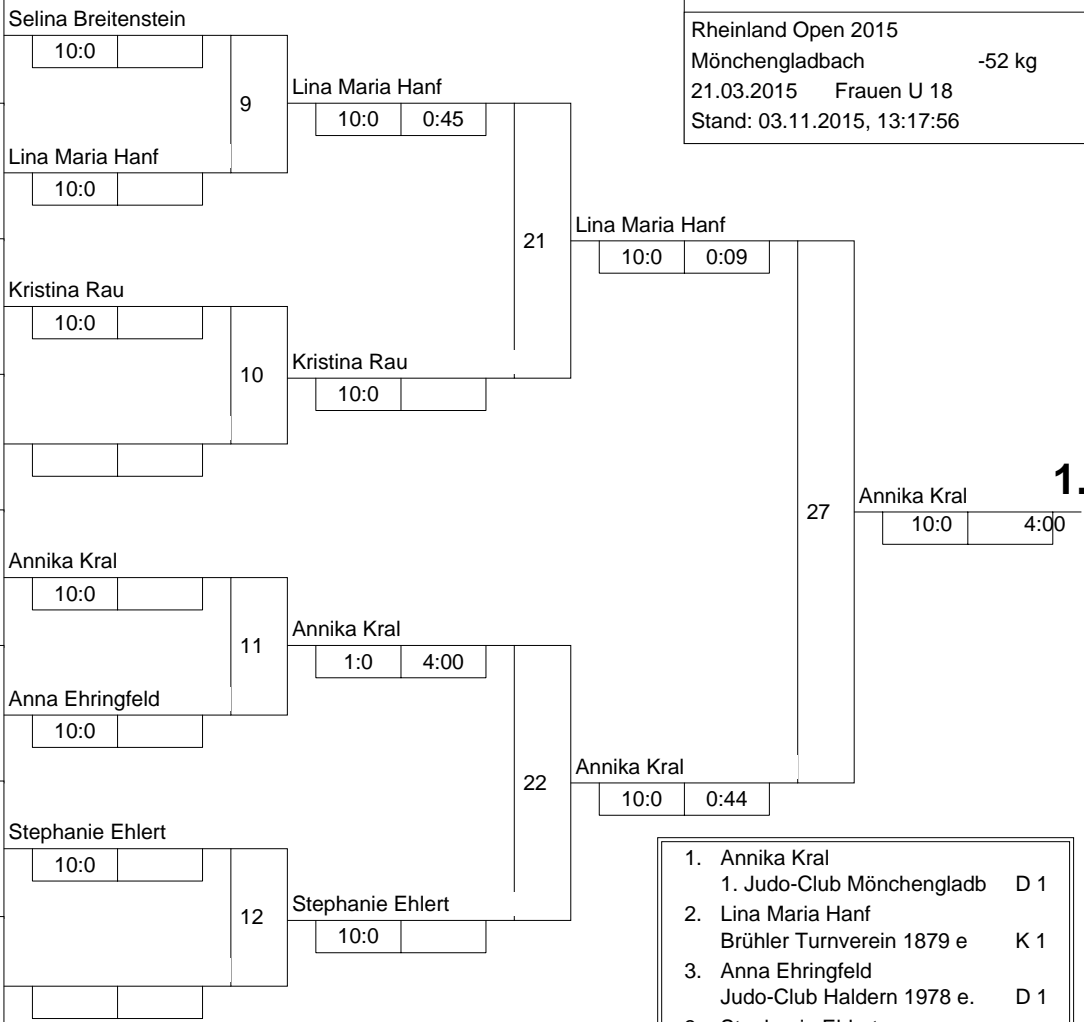 Selina Breitenstein
10:0
9
Lina Maria Hanf
10:0 0:45
Lina Maria Hanf
10:0
21
Lina Maria Hanf
10:0 0:09
Kristina Rau
10:0
10
Kristina Rau
10:0
27
Annika Kral 1.
10:0 4:00
Annika Kral
10:0
11
Annika Kral
1:0 4:00
Anna Ehringfeld
10:0
22
Annika Kral
10:0 0:44
Stephanie Ehlert
10:0
12
Stephanie Ehlert
10:0
Rheinland Open 2015
Mönchengladbach -52 kg
21.03.2015 Frauen U 18
Stand: 03.11.2015, 13:17:56
1. Annika Kral
1. Judo-Club Mönchengladb D 1
2. Lina Maria Hanf
Brühler Turnverein 1879 e K 1
3. Anna Ehringfeld
Judo-Club Haldern 1978 e. D 1